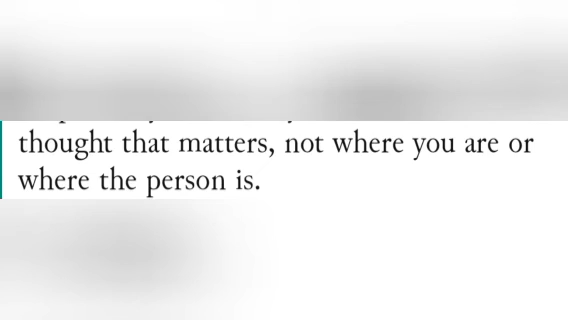 thought that matters, not where you are or
where the person is.